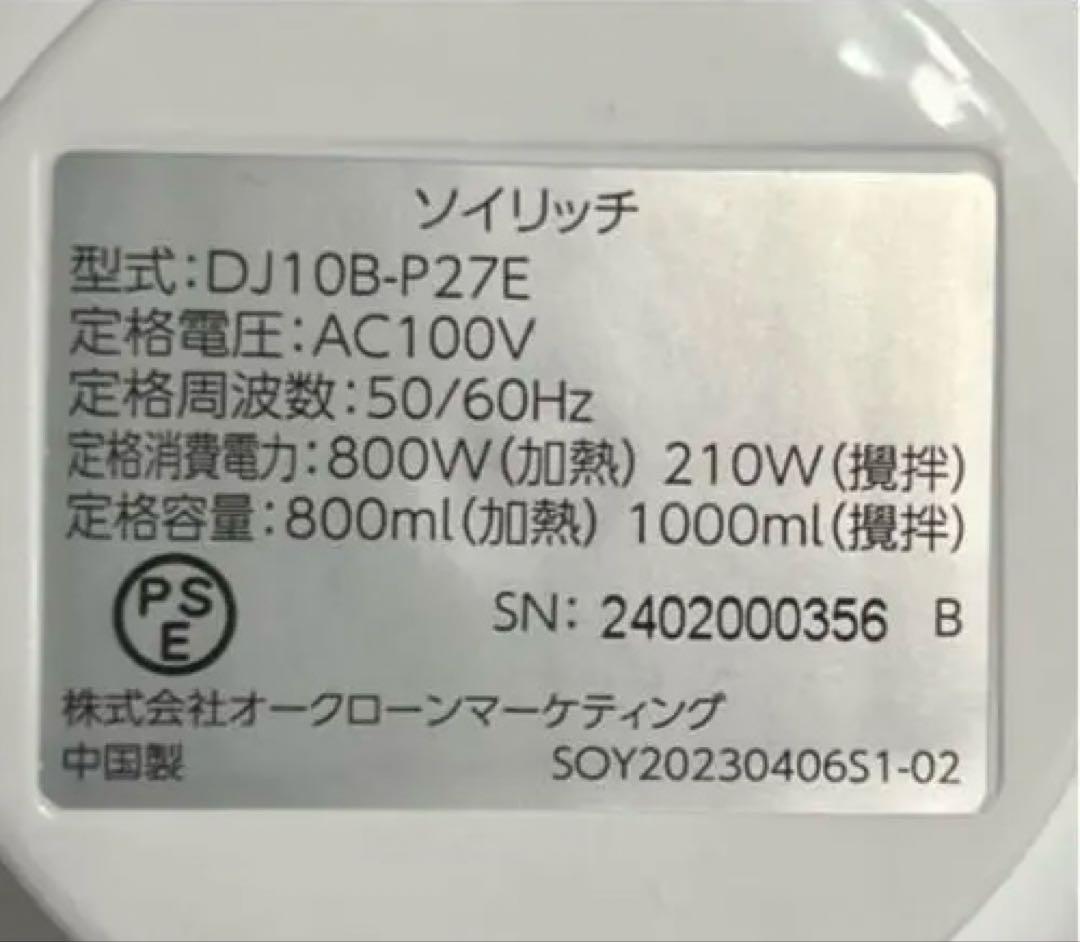 ソイリッチ
型式:DJ10B-P27E
定格電圧:AC100V
定格周波数:50/60Hz
定格消費電力:800W(加熱) 210W(攪拌)
定格容量:800ml(加熱) 1000ml(攪拌)
PS
E
SN: 2402000356 B
株式会社オークローンマーケティング
中国製 SOY20230406S1-02